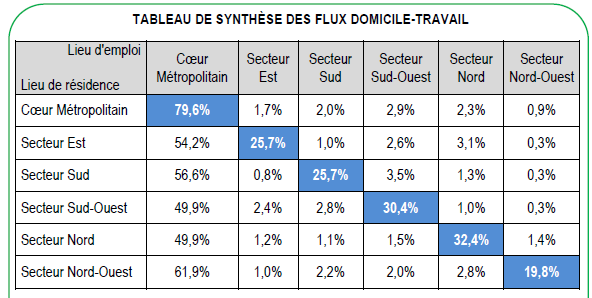 TABLEAU DE SYNTHÈSE DES FLUX DOMICILE-TRAVAIL
Lieu d'emploi
Lieu de résidence
Cœur Métropolitain
Secteur Est
Secteur Sud
Secteur Sud-Ouest
Secteur Nord
Secteur Nord-Ouest
Cœur Métropolitain 79,6% 1,7% 2,0% 2,9% 2,3% 0,9%
Secteur Est 54,2% 25,7% 1,0% 2,6% 3,1% 0,3%
Secteur Sud 56,6% 0,8% 25,7% 3,5% 1,3% 0,3%
Secteur Sud-Ouest 49,9% 2,4% 2,8% 30,4% 1,0% 0,3%
Secteur Nord 49,9% 1,2% 1,1% 1,5% 32,4% 1,4%
Secteur Nord-Ouest 61,9% 1,0% 2,2% 2,0% 2,8% 19,8%